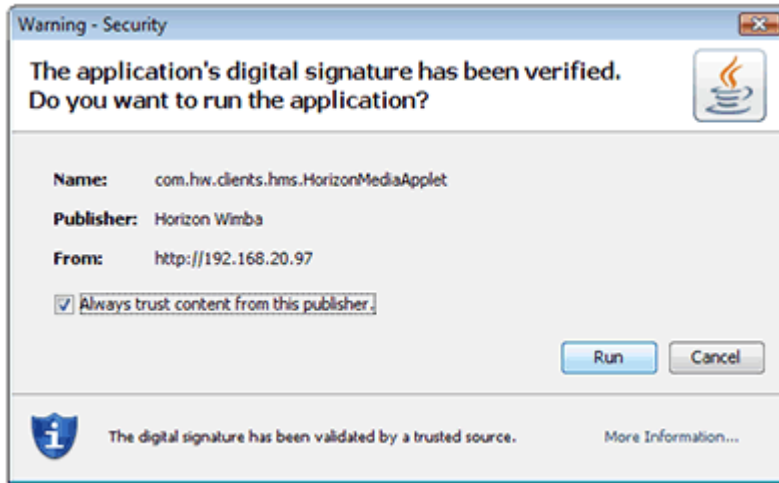 Warning - Security
The application's digital signature has been verified.
Do you want to run the application?
Name: com.hw.clients.hms.HorizonMediaApplet
Publisher: Horizon Wimba
From: http://192.168.20.97
Always trust content from this publisher.
Run Cancel
The digital signature has been validated by a trusted source. More Information...